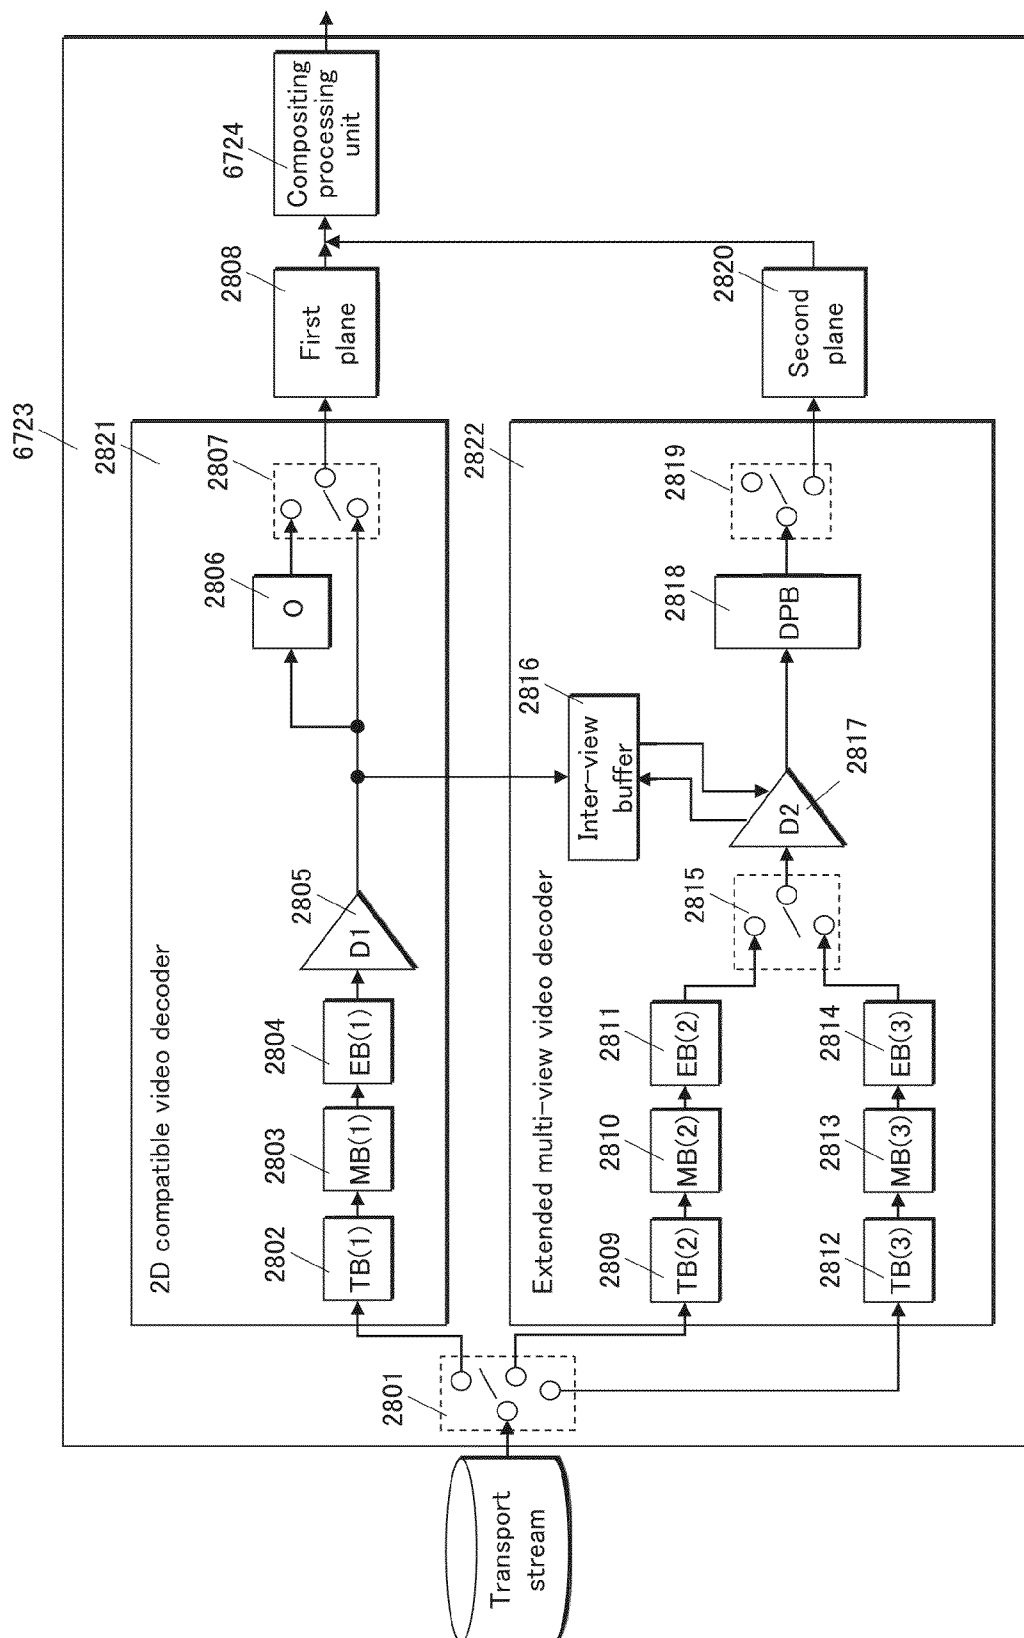 6723
Transport
stream
2801
2821
2D compatible video decoder
2802
TB(1)
2803
MB(1)
2804
EB(1)
2805
D1
2806
O
2807
2808
First
plane
6724
Compositing
processing
unit
2822
Extended multi-view video decoder
2809
TB(2)
2810
MB(2)
2811
EB(2)
2812
TB(3)
2813
MB(3)
2814
EB(3)
2815
2816
Inter-view
buffer
2817
D2
2818
DPB
2819
2820
Second
plane